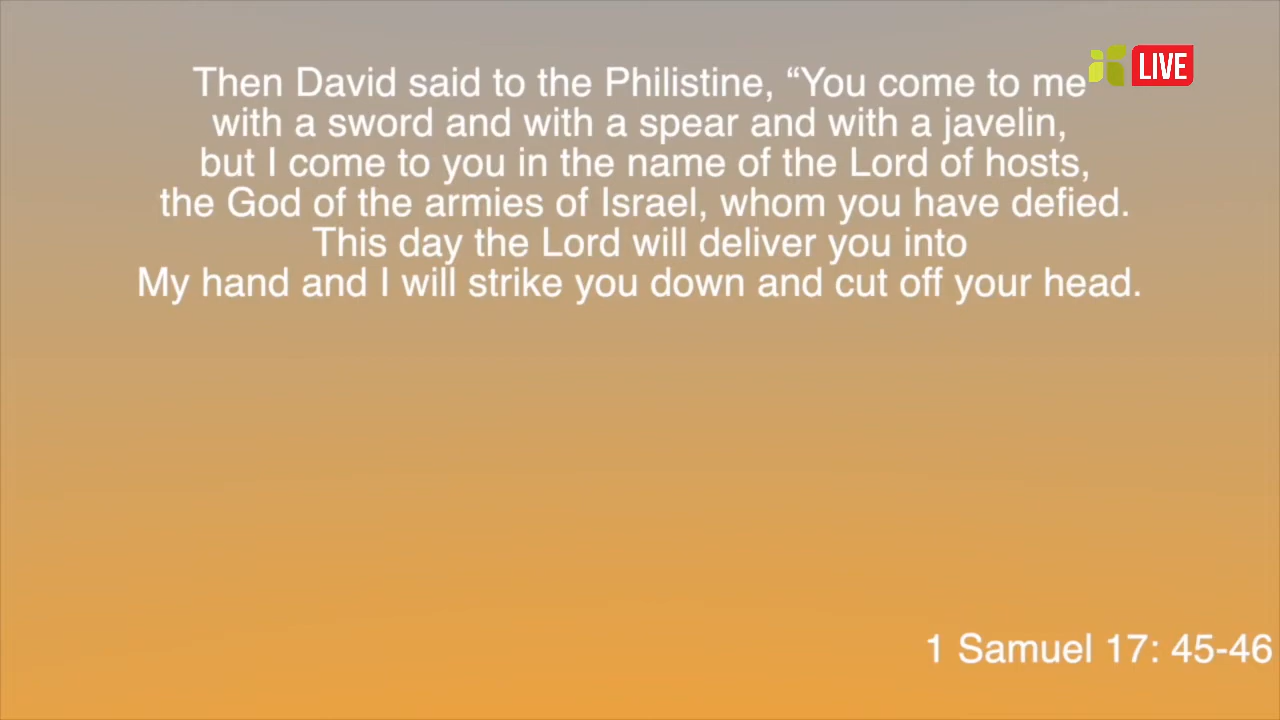 Then David said to the Philistine, “You come to me
with a sword and with a spear and with a javelin,
but I come to you in the name of the Lord of hosts,
the God of the armies of Israel, whom you have defied.
This day the Lord will deliver you into
My hand and I will strike you down and cut off your head.
LIVE
1 Samuel 17: 45-46